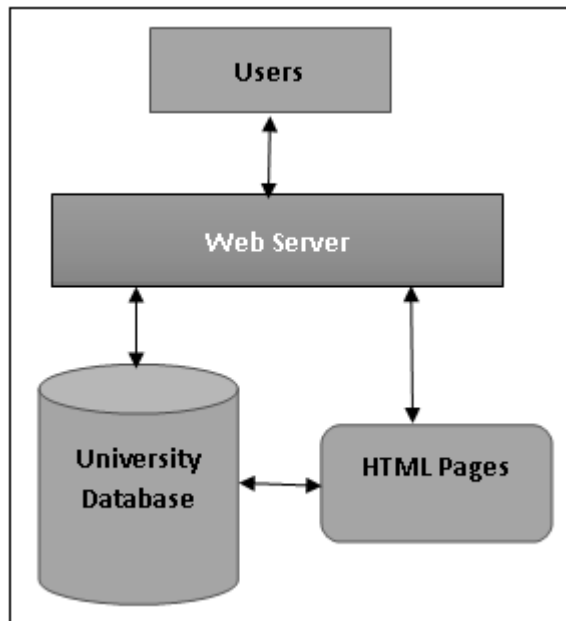 Users
Web Server
University
Database
HTML Pages